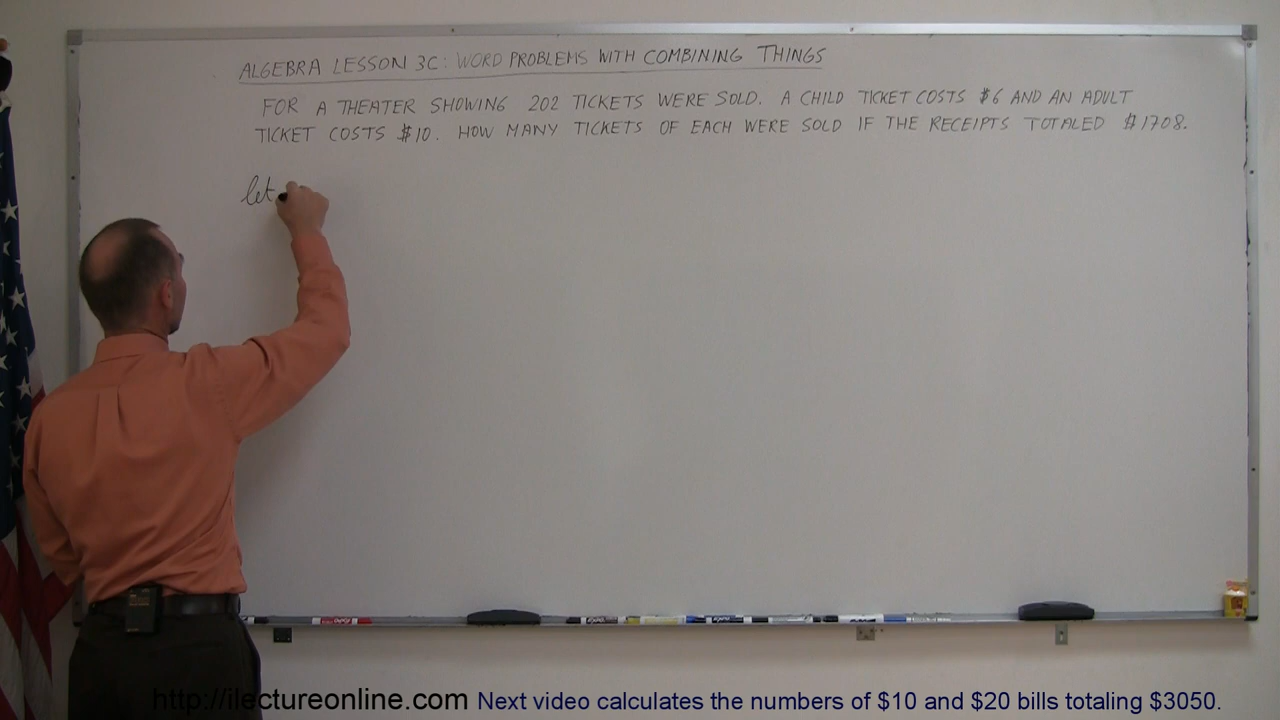 ALGEBRA LESSON 3C: WORD PROBLEMS WITH COMBINING THINGS
FOR A THEATER SHOWING 202 TICKETS WERE SOLD. A CHILD TICKET COSTS $6 AND AN ADULT
TICKET COSTS $10. HOW MANY TICKETS OF EACH WERE SOLD IF THE RECEIPTS TOTALED $1708.
let
http://ilectureonline.com Next video calculates the numbers of $10 and $20 bills totaling $3050.